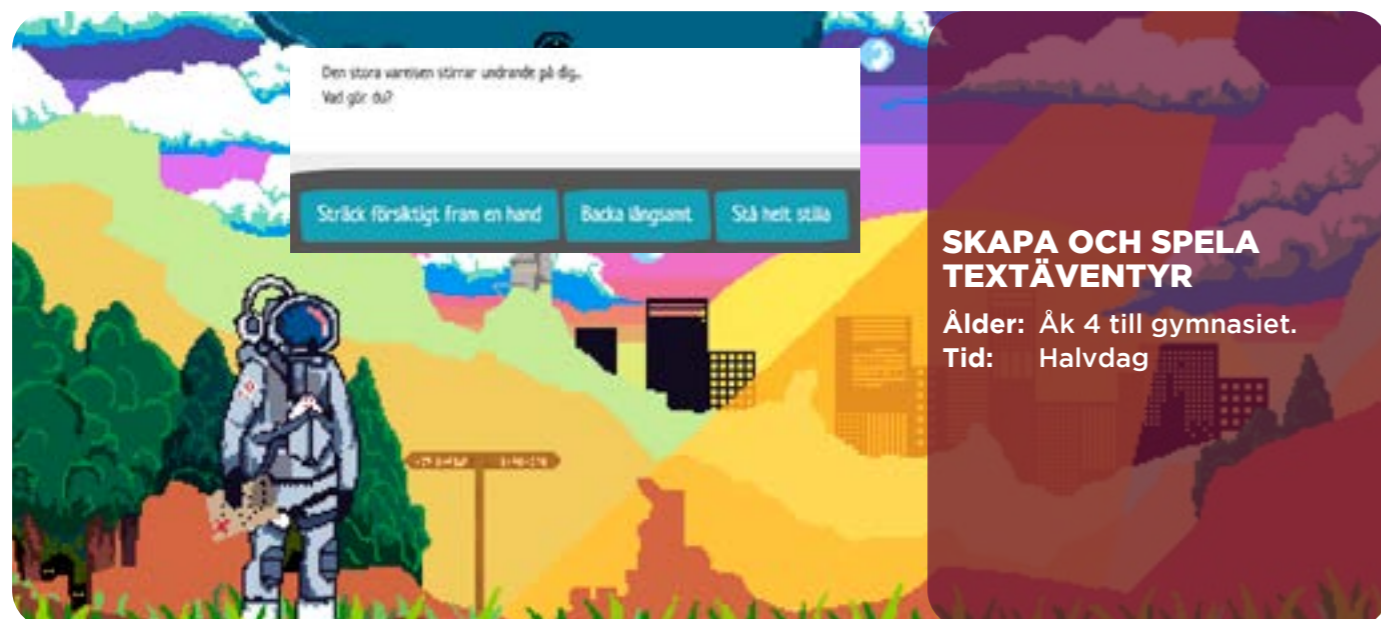 Den stora varelsen stirrar undrande på dig...
Vad gör du?
Sträck försiktigt fram en hand
Backa långsamt
Stå helt stilla
SKAPA OCH SPELA
TEXTÄVENTYR
Ålder: Åk 4 till gymnasiet.
Tid: Halvdag